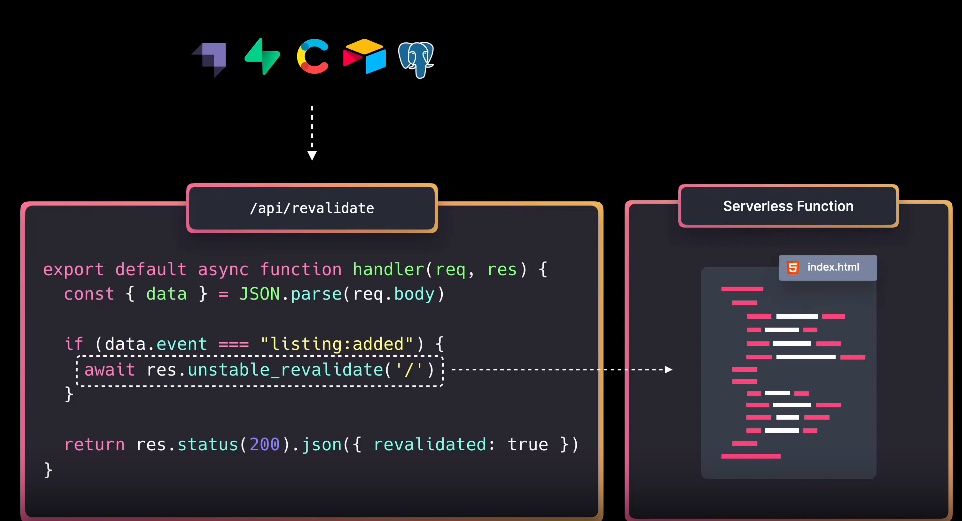 /api/revalidate
export default async function handler(req, res) {
const { data } = JSON.parse(req.body)
if (data.event === "listing:added") {
await res.unstable_revalidate('/')
}
return res.status(200).json({ revalidated: true })
}
Serverless Function
index.html